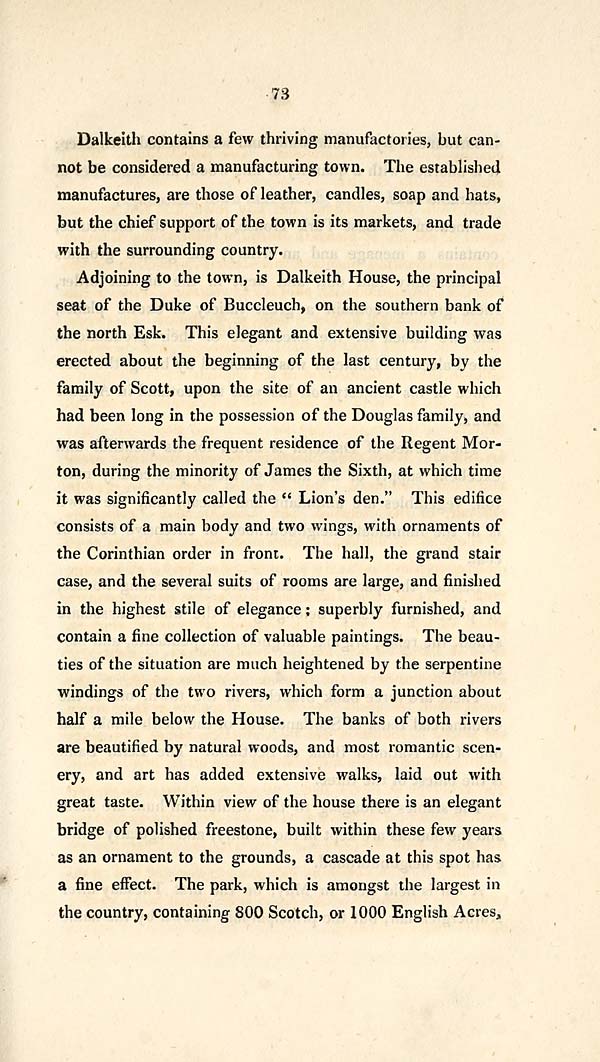 73
Dalkeith contains a few thriving manufactories, but can-
not be considered a manufacturing town. The established
manufactures, are those of leather, candles, soap and hats,
but the chief support of the town is its markets, and trade
with the surrounding country.
Adjoining to the town, is Dalkeith House, the principal
seat of the Duke of Buccleuch, on the southern bank of
the north Esk. This elegant and extensive building was
erected about the beginning of the last century, by the
family of Scott, upon the site of an ancient castle which
had been long in the possession of the Douglas family, and
was afterwards the frequent residence of the Regent Mor-
ton, during the minority of James the Sixth, at which time
it was significantly called the “ Lion's den.” This edifice
consists of a main body and two wings, with ornaments of
the Corinthian order in front. The hall, the grand stair
case, and the several suits of rooms are large, and finished
in the highest stile of elegance; superbly furnished, and
contain a fine collection of valuable paintings. The beau-
ties of the situation are much heightened by the serpentine
windings of the two rivers, which form a junction about
half a mile below the House. The banks of both rivers
are beautified by natural woods, and most romantic scen-
ery, and art has added extensive walks, laid out with
great taste. Within view of the house there is an elegant
bridge of polished freestone, built within these few years
as an ornament to the grounds, a cascade at this spot has
a fine effect. The park, which is amongst the largest in
the country, containing 800 Scotch, or 1000 English Acres,